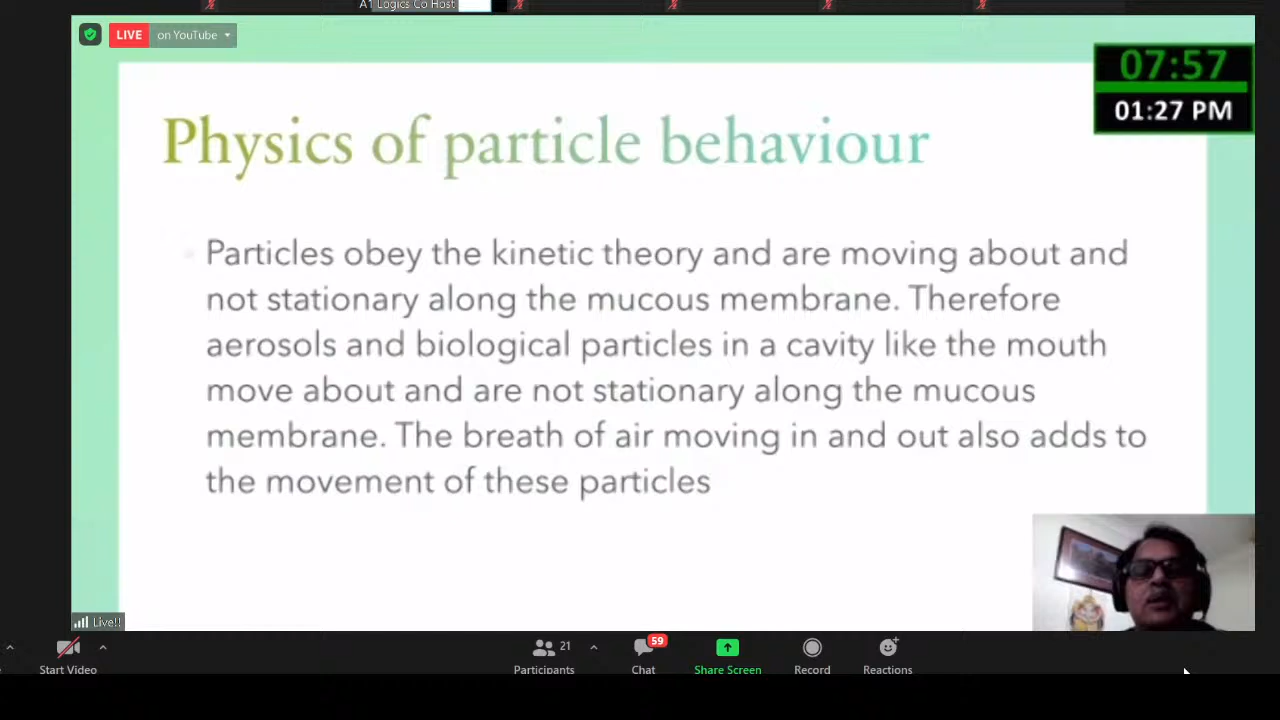 A1 Logics Co Host
LIVE on YouTube
07:57
01:27 PM
Physics of particle behaviour
Particles obey the kinetic theory and are moving about and
not stationary along the mucous membrane. Therefore
aerosols and biological particles in a cavity like the mouth
move about and are not stationary along the mucous
membrane. The breath of air moving in and out also adds to
the movement of these particles
Live!!
21
59
Start Video
Participants
Chat
Share Screen
Record
Reactions